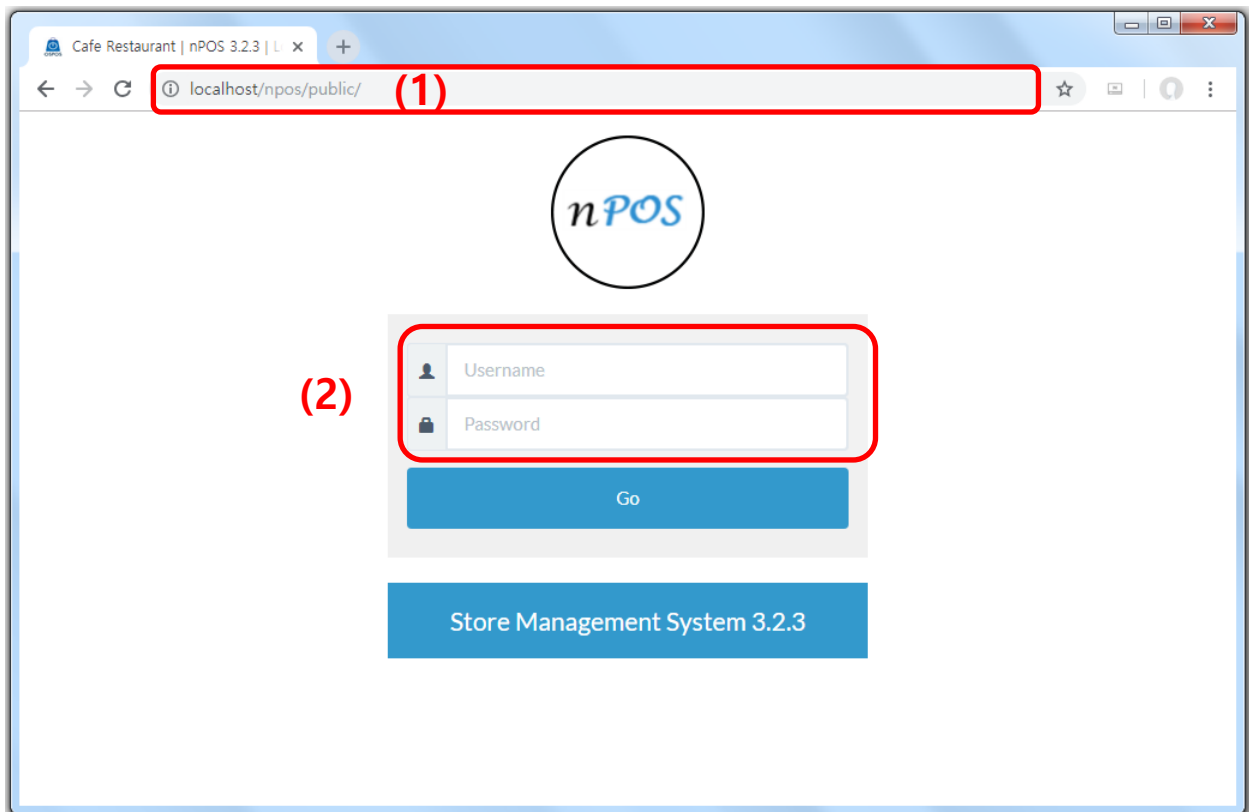 Cafe Restaurant | nPOS 3.2.3 | L
localhost/npos/public/
(1)
nPOS
(2)
Username
Password
Go
Store Management System 3.2.3